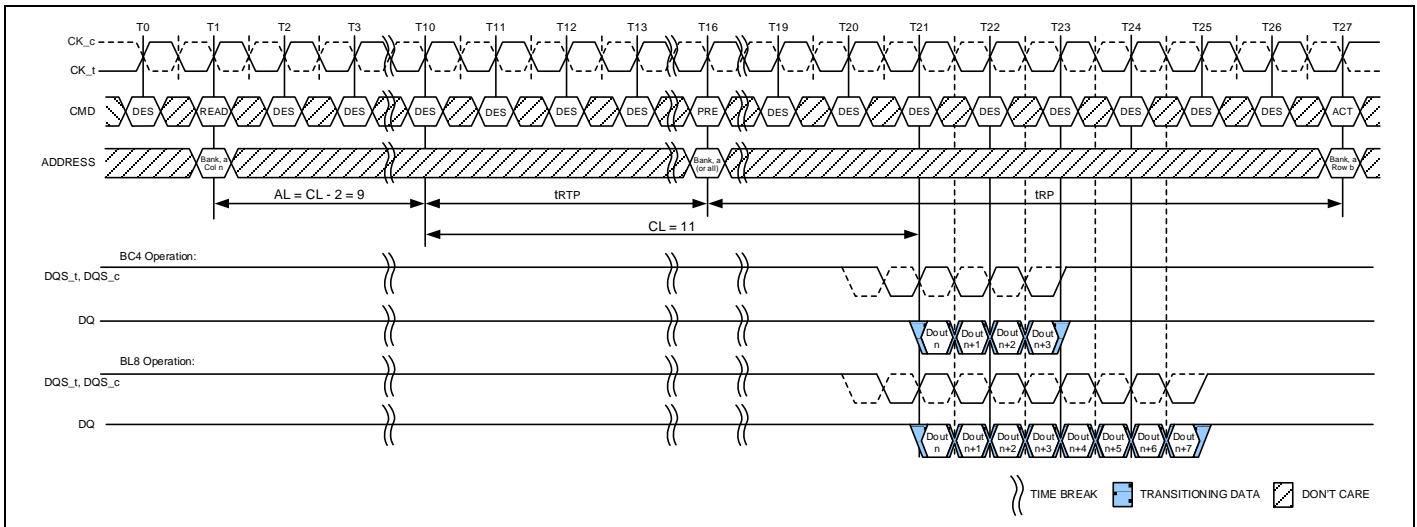 T0 T1 T2 T3 T10 T11 T12 T13 T16 T19 T20 T21 T22 T23 T24 T25 T26 T27
CK_c
CK_t
CMD DES READ DES DES DES DES DES DES PRE DES DES DES DES DES DES DES DES ACT
ADDRESS
Bank, a
Col n
Bank, a
(or all)
Bank, a
Row b
AL = CL - 2 = 9
tRTP
tRP
CL = 11
BC4 Operation:
DQS_t, DQS_c
DQ
Dout
n
Dout
n+1
Dout
n+2
Dout
n+3
BL8 Operation:
DQS_t, DQS_c
DQ
Dout
n
Dout
n+1
Dout
n+2
Dout
n+3
Dout
n+4
Dout
n+5
Dout
n+6
Dout
n+7
TIME BREAK TRANSITIONING DATA DON'T CARE